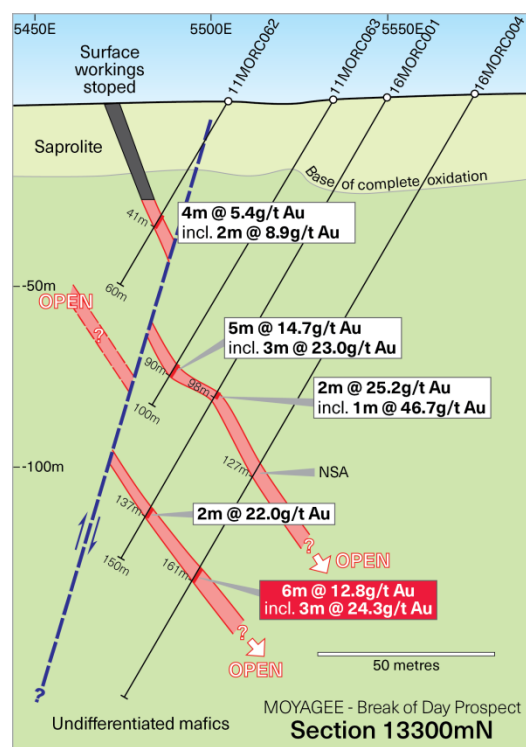 5450E
5500E
5550E
Surface
workings
stoped
11MORC062
11MORC063
16MORC001
16MORC004
Saprolite
Base of complete oxidation
41m
4m @ 5.4g/t Au
incl. 2m @ 8.9g/t Au
60m
-50m
OPEN
?
5m @ 14.7g/t Au
incl. 3m @ 23.0g/t Au
90m
98m
100m
2m @ 25.2g/t Au
incl. 1m @ 46.7g/t Au
-100m
127m
NSA
137m
2m @ 22.0g/t Au
?
OPEN
150m
161m
6m @ 12.8g/t Au
incl. 3m @ 24.3g/t Au
?
OPEN
50 metres
?
Undifferentiated mafics
MOYAGEE - Break of Day Prospect
Section 13300mN